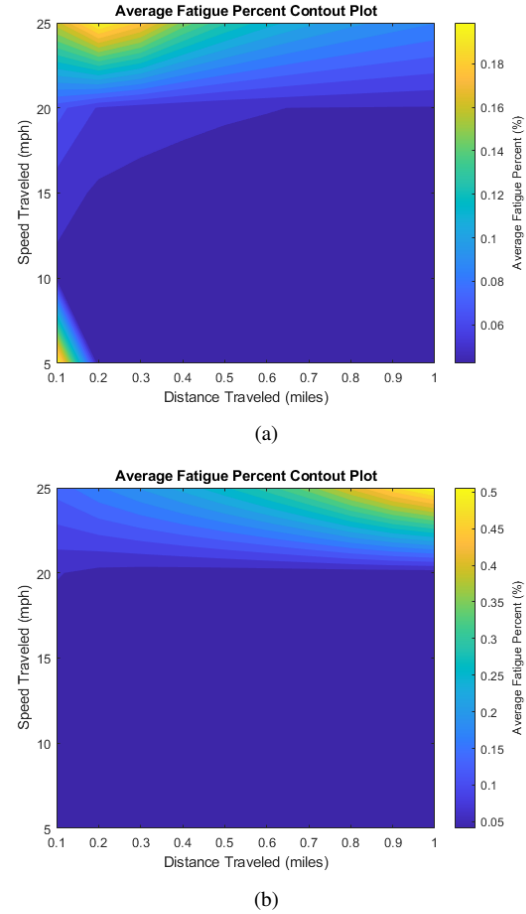 Average Fatigue Percent Contout Plot
25
20
15
10
5
Speed Traveled (mph)
0.1 0.2 0.3 0.4 0.5 0.6 0.7 0.8 0.9 1
Distance Traveled (miles)
0.18
0.16
0.14
0.12
0.1
0.08
0.06
Average Fatigue Percent (%)
(a)
Average Fatigue Percent Contout Plot
25
20
15
10
5
Speed Traveled (mph)
0.1 0.2 0.3 0.4 0.5 0.6 0.7 0.8 0.9 1
Distance Traveled (miles)
0.5
0.45
0.4
0.35
0.3
0.25
0.2
0.15
0.1
0.05
Average Fatigue Percent (%)
(b)